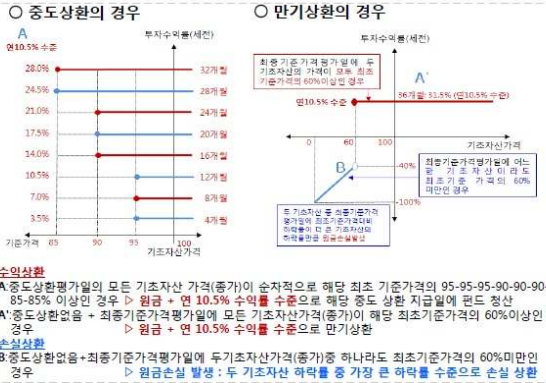 ○ 중도상환의 경우
○ 만기상환의 경우
A
연10.5% 수준
투자수익률(세전)
28.0%
32개월
24.5%
28개월
21.0%
24개월
17.5%
20개월
14.0%
16개월
10.5%
12개월
7.0%
8개월
3.5%
4개월
기준가격
85
90
95
100
기초자산가격
투자수익률(세전)
최종기준가격평가일에 두
기초자산의 가격이 모두 최초
기준가격의 60%이상인 경우
A'
연10.5% 수준
36개월: 31.5% (연10.5% 수준)
0
60
100
기초자산가격
B
-40%
-100%
최종기준가격평가일에 어느
한 기초자산이라도
최초기준 가격의 60%
미만인 경우
두 기초자산 중 최종기준가격
평가일에 최초기준가격대비
하락률이 더 큰 기초자산의
하락률만큼 원금손실발생
수익상환
A:중도상환평가일의 모든 기초자산 가격(종가)이 순차적으로 해당 최초 기준가격의 95-95-95-90-90-90-
85-85% 이상인 경우 ▷ 원금 + 연 10.5% 수익률 수준으로 해당 중도 상환 지급일에 펀드 청산
A':중도상환없음 + 최종기준가격평가일에 모든 기초자산가격(종가)이 해당 최초기준가격의 60%이상인
경우 ▷ 원금 + 연 10.5% 수익률 수준으로 만기상환
손실상환
B:중도상환없음+최종기준가격평가일에 두기초자산가격(종가)중 하나라도 최초기준가격의 60%미만인
경우 ▷ 원금손실 발생 : 두 기초자산 하락률 중 가장 큰 하락률 수준으로 손실 상환